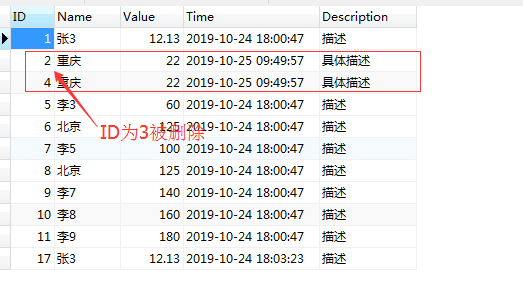 ID Name Value Time Description
1 张3 12.13 2019-10-24 18:00:47 描述
2 重庆 22 2019-10-25 09:49:57 具体描述
4 重庆 22 2019-10-25 09:49:57 具体描述
5 李3 60 2019-10-24 18:00:47 描述
ID为3被删除
6 北京 125 2019-10-24 18:00:47 描述
7 李5 100 2019-10-24 18:00:47 描述
8 北京 125 2019-10-24 18:00:47 描述
9 李7 140 2019-10-24 18:00:47 描述
10 李8 160 2019-10-24 18:00:47 描述
11 李9 180 2019-10-24 18:00:47 描述
17 张3 12.13 2019-10-24 18:03:23 描述